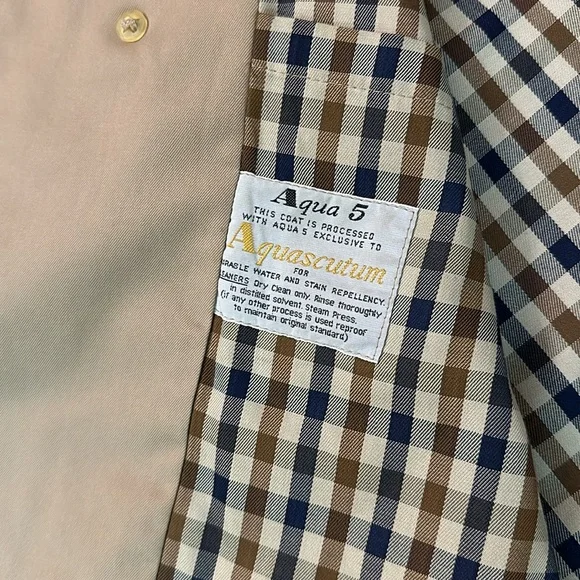 Aqua 5
THIS COAT IS PROCESSED
WITH AQUA 5 EXCLUSIVE TO
Aquascutum
FOR
RABLE WATER AND STAIN REPELLENCY.
EANERS Dry Clean only. Rinse thoroughly
in distilled solvent. Steam Press.
(if any other process is used reproof
to maintain original standard)